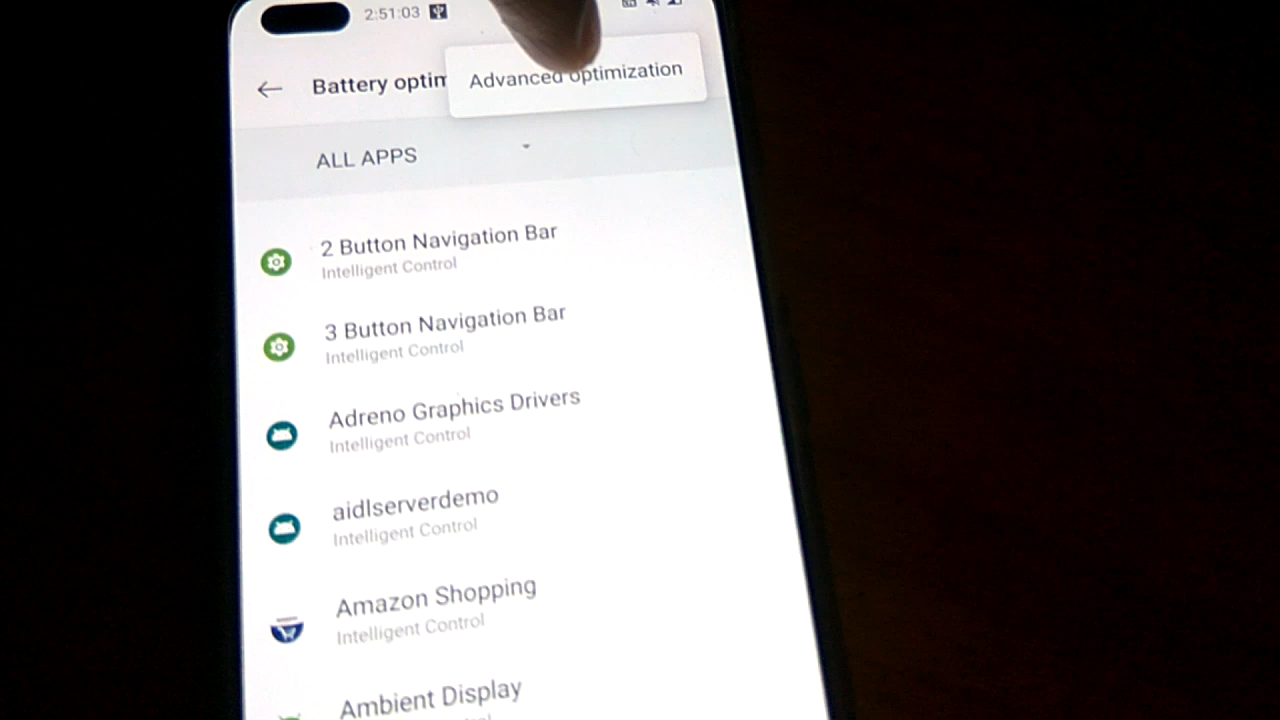 2:51:03
Battery optim
Advanced optimization
ALL APPS
2 Button Navigation Bar
Intelligent Control
3 Button Navigation Bar
Intelligent Control
Adreno Graphics Drivers
Intelligent Control
aidlserverdemo
Intelligent Control
Amazon Shopping
Intelligent Control
Ambient Display